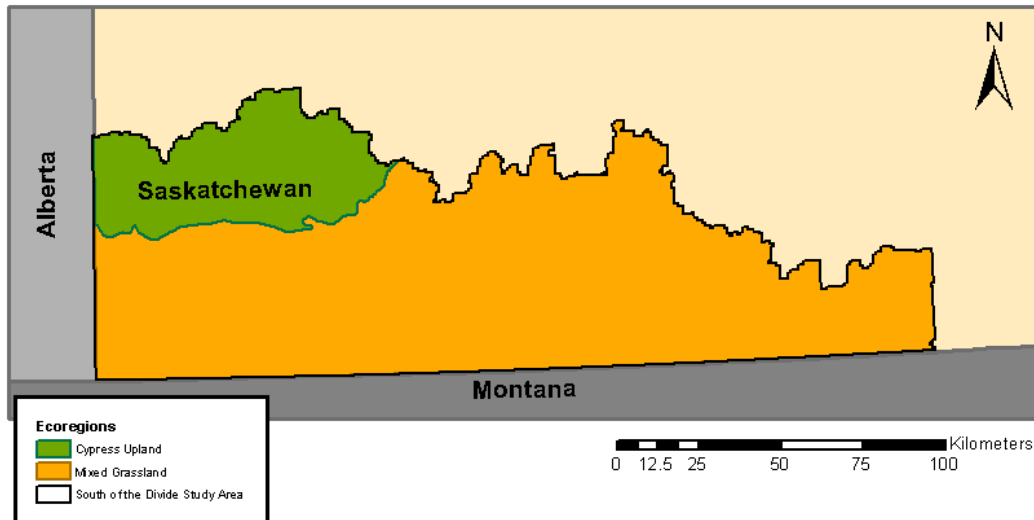 N
Alberta
Saskatchewan
Montana
Ecoregions
Cypress Upland
Mixed Grassland
South of the Divide Study Area
Kilometers
0 12.5 25 50 75 100